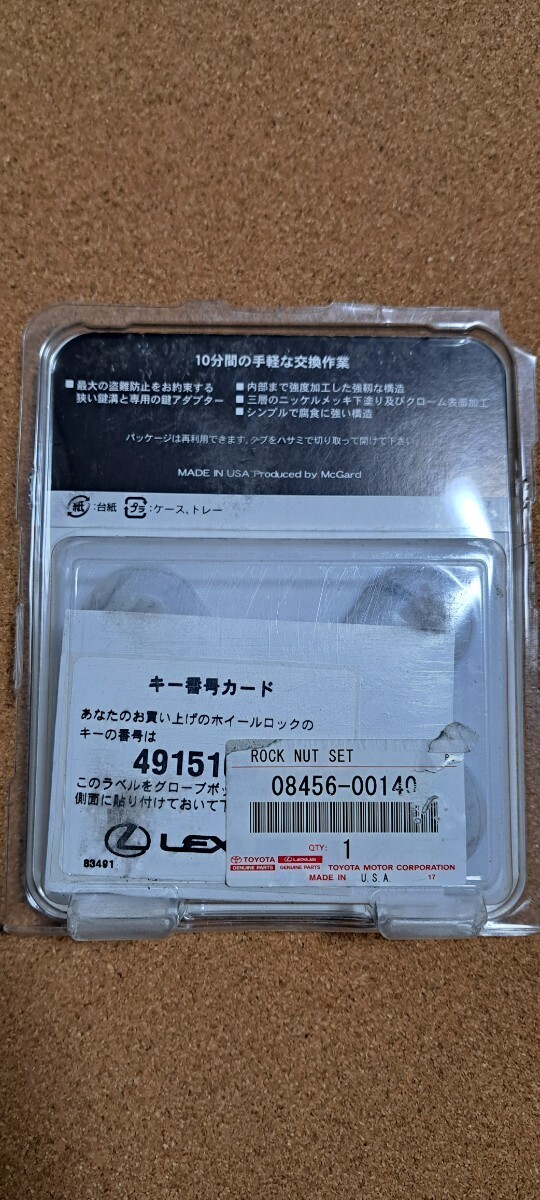 10分間の手軽な交換作業
■最大の盗難防止をお約束する
狭い鍵溝と専用の鍵アダプター
■内部まで強度加工した強靭な構造
■三層のニッケルメッキ下塗り及びクローム表面加工
■シンプルで腐食に強い構造
パッケージは再利用できます。タブをハサミで切り取って開けて下さい。
MADE IN USA Produced by McGard
紙:台紙 プラ:ケース、トレー
キー番号カード
あなたのお買い上げのホイールロックの
キーの番号は
491510
このラベルをグローブボッ
側面に貼り付けておいて下
LEX
83491
ROCK NUT SET
08456-00140
QTY: 1
TOYOTA
GENUINE PARTS
LEXUS
GENUINE PARTS
TOYOTA MOTOR CORPORATION
MADE IN U.S.A. 17